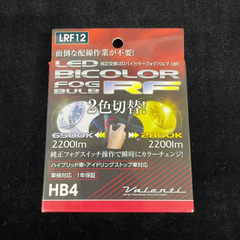 LRF12
面倒な配線作業が不要!
LED 純正交換LEDバイカラーフォグバルブ [RF]
BICOLOR
FOG BULB RF
2色切替!
6500K 2800K
2200lm 2200lm
純正フォグスイッチ操作で瞬時にカラーチェンジ!
ハイブリッド車・アイドリングストップ車対応
車検対応 1年保証
HB4 Valenti